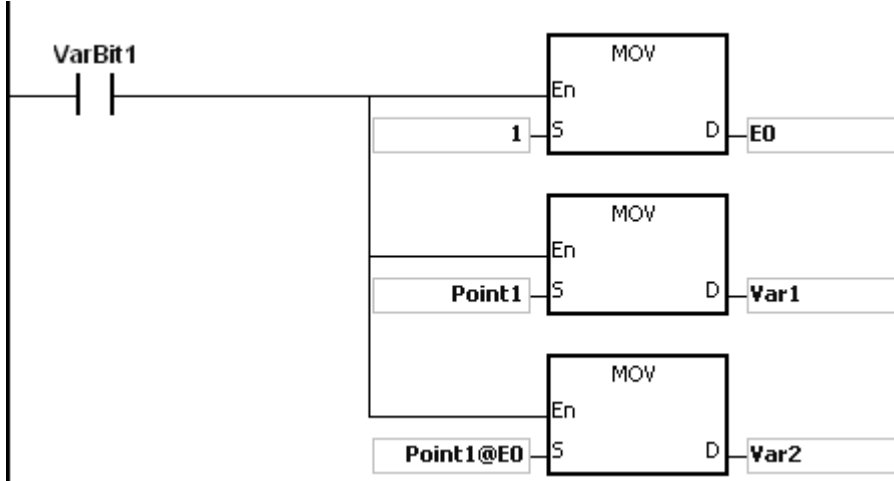 VarBit1
MOV
En
1 S D E0
MOV
En
Point1 S D Var1
MOV
En
Point1@E0 S D Var2